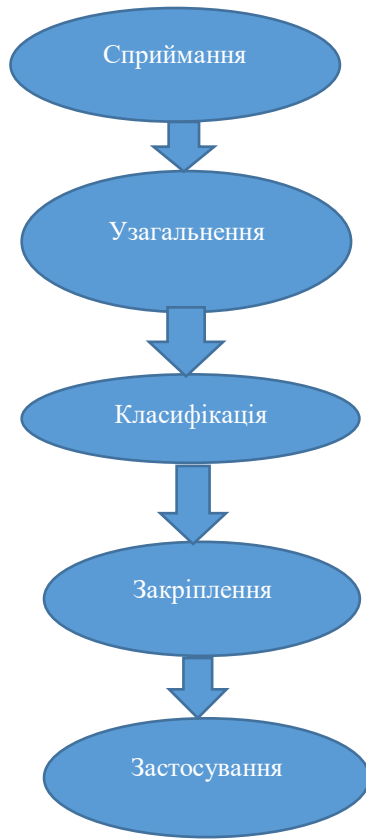 Сприймання
Узагальнення
Класифікація
Закріплення
Застосування